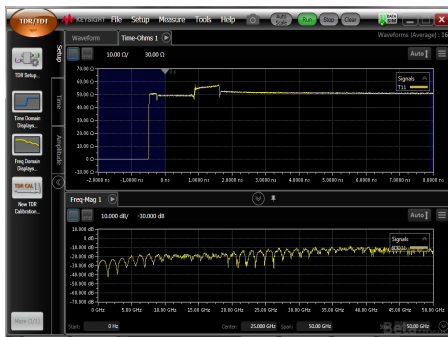 TDR/TDT
KEYSIGHT File Setup Measure Tools Help Auto Scale Run Stop Clear
Waveform Time-Ohms 1 Waveforms (Average) : 16
10.00 Ω/ 30.00 Ω Auto
Setup
Time
Amplitude
TDR Setup...
Time Domain Displays...
Freq Domain Displays...
TDR CAL
New TDR Calibration...
More (1/1)
70.00 Ω
60.00 Ω
50.00 Ω
40.00 Ω
30.00 Ω
20.00 Ω
10.00 Ω
0.0 Ω
-10.00 Ω
Signals
T11
-2.0000 ns -1.0000 ns 0.0 s 1.0000 ns 2.0000 ns 3.0000 ns 4.0000 ns 5.0000 ns 6.0000 ns 7.0000 ns 8.0000 ns
Freq-Mag 1
10.000 dB/ -30.000 dB Auto
10.000 dB
0 dB
-10.000 dB
-20.000 dB
-30.000 dB
-40.000 dB
-50.000 dB
-60.000 dB
-70.000 dB
Signals
0 GHz 5.00 GHz 10.00 GHz 15.00 GHz 20.00 GHz 25.00 GHz 30.00 GHz 35.00 GHz 40.00 GHz 45.00 GHz 50.00 GHz
Start: 0 Hz Center: 25.000 GHz Span: 50.00 GHz 50.00 GHz